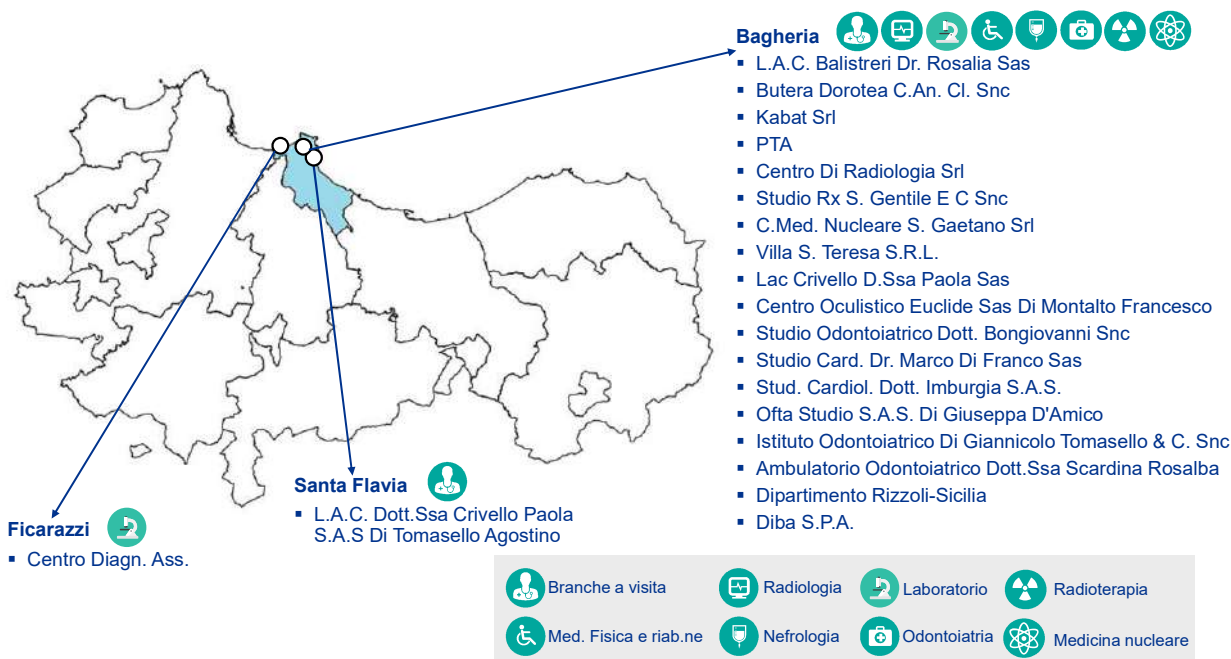 Bagheria
▪ L.A.C. Balistreri Dr. Rosalia Sas
▪ Butera Dorotea C.An. Cl. Snc
▪ Kabat Srl
▪ PTA
▪ Centro Di Radiologia Srl
▪ Studio Rx S. Gentile E C Snc
▪ C.Med. Nucleare S. Gaetano Srl
▪ Villa S. Teresa S.R.L.
▪ Lac Crivello D.Ssa Paola Sas
▪ Centro Oculistico Euclide Sas Di Montalto Francesco
▪ Studio Odontoiatrico Dott. Bongiovanni Snc
▪ Studio Card. Dr. Marco Di Franco Sas
▪ Stud. Cardiol. Dott. Imburgia S.A.S.
▪ Ofta Studio S.A.S. Di Giuseppa D'Amico
▪ Istituto Odontoiatrico Di Giannicolo Tomasello & C. Snc
▪ Ambulatorio Odontoiatrico Dott.Ssa Scardina Rosalba
▪ Dipartimento Rizzoli-Sicilia
▪ Diba S.P.A.
Santa Flavia
▪ L.A.C. Dott.Ssa Crivello Paola
S.A.S Di Tomasello Agostino
Ficarazzi
▪ Centro Diagn. Ass.
Branche a visita
Radiologia
Laboratorio
Radioterapia
Med. Fisica e riab.ne
Nefrologia
Odontoiatria
Medicina nucleare